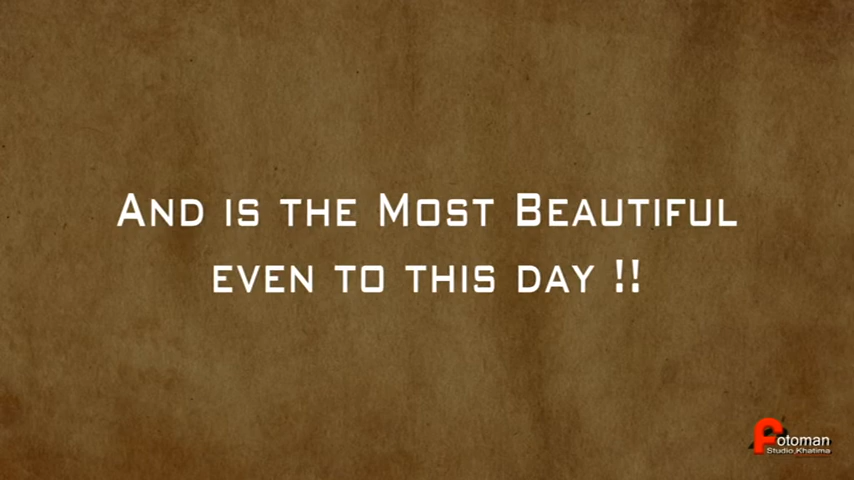 And is the Most Beautiful
even to this day !!
Fotoman
Studio,Khatima